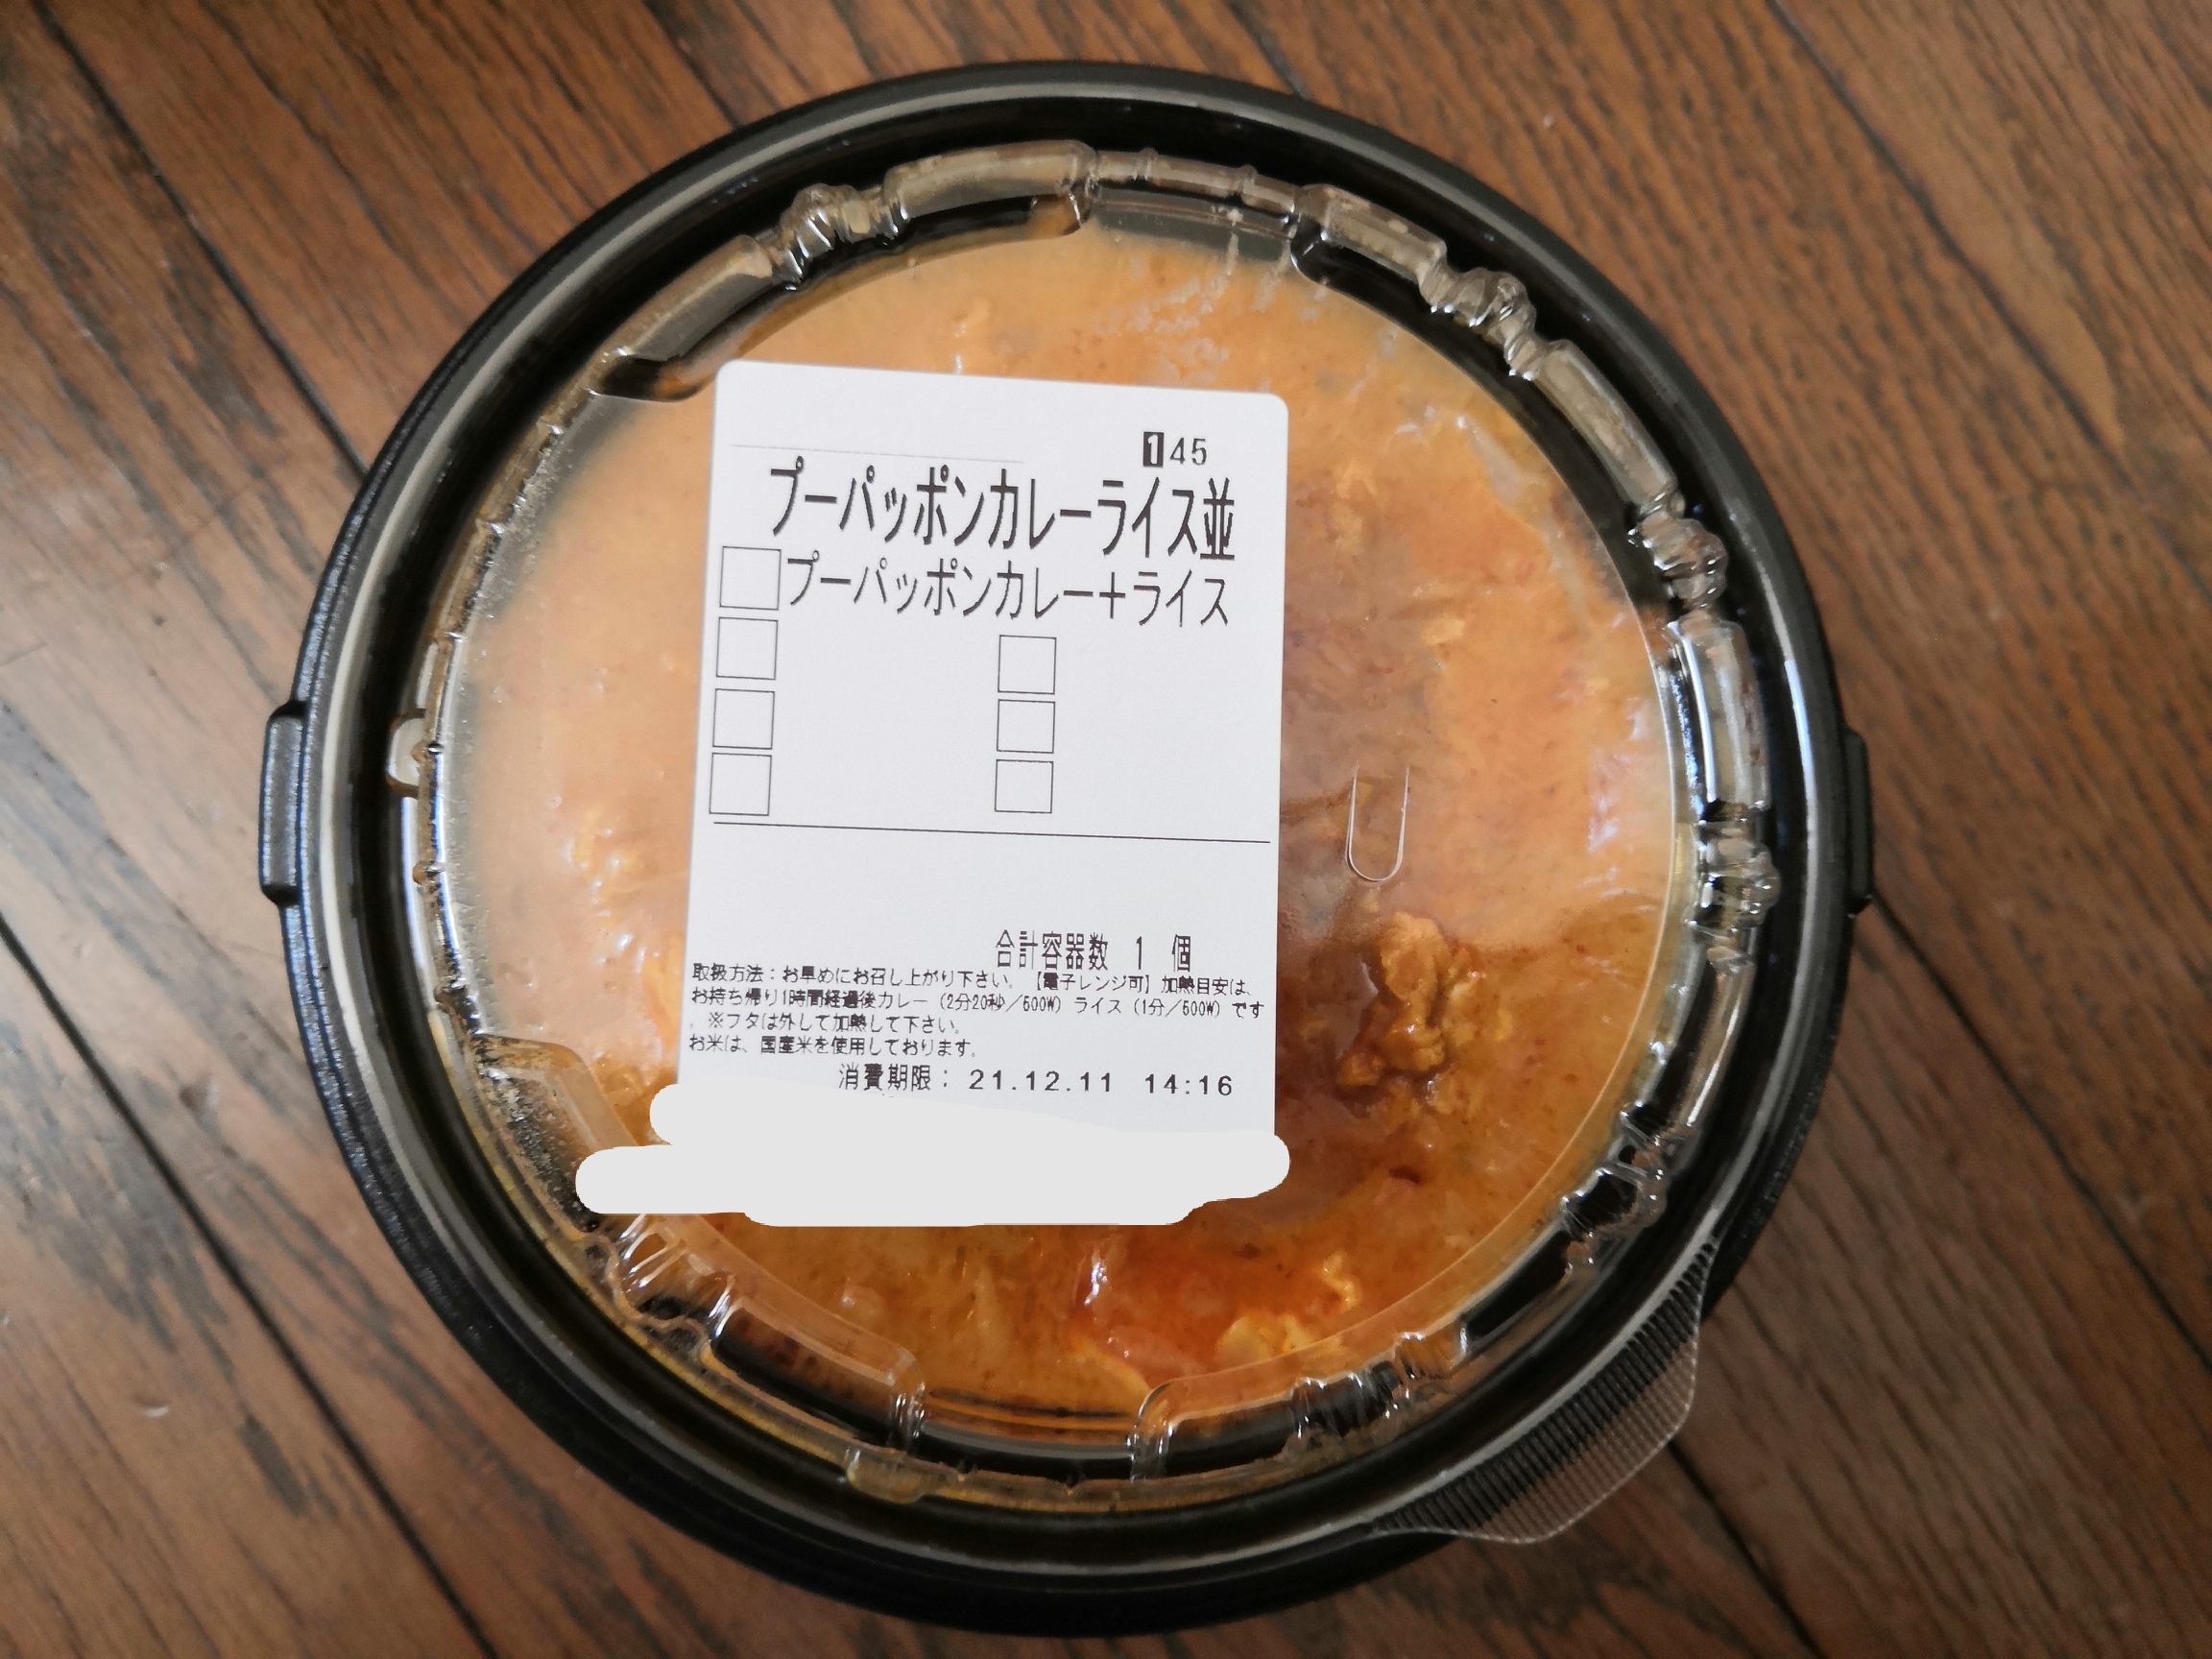 145
プーパッポンカレーライス並
プーパッポンカレー＋ライス
合計容器数 1 個
取扱方法：お早めにお召し上がり下さい。【電子レンジ可】加熱目安は、
お持ち帰り1時間経過後カレー（2分20秒／600W）ライス（1分／600W）です
。※フタは外して加熱して下さい。
お米は、国産米を使用しております。
消費期限：21.12.11 14:16